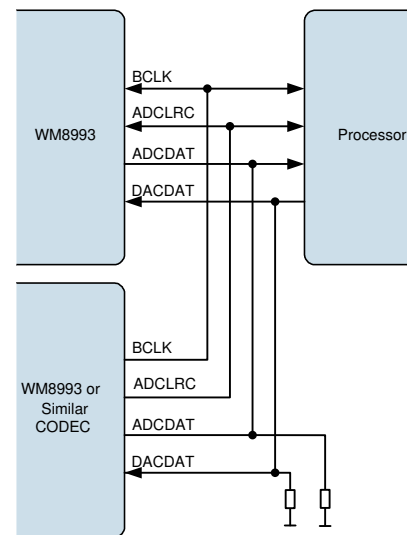 BCLK
ADCLRC
WM8993
Processor
ADCDAT
DACDAT
BCLK
WM8993 or
Similar
CODEC
ADCLRC
ADCDAT
DACDAT